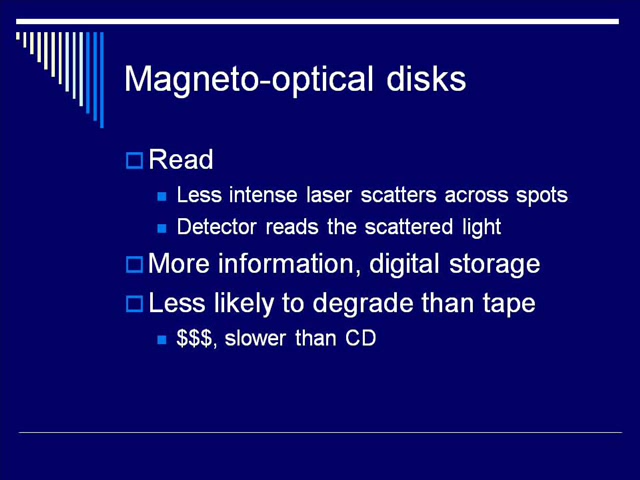 Magneto-optical disks
Read
Less intense laser scatters across spots
Detector reads the scattered light
More information, digital storage
Less likely to degrade than tape
$$$, slower than CD